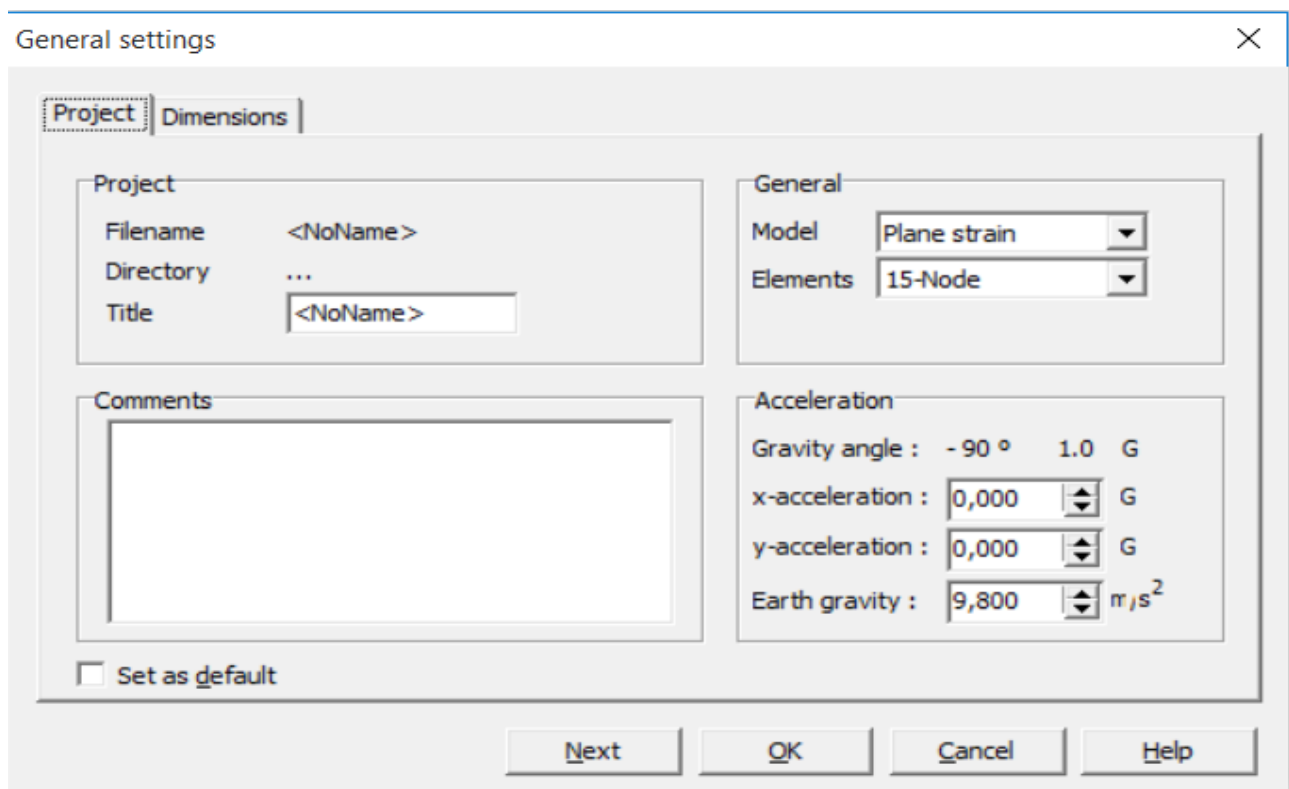 General settings
Project
Dimensions
Project
Filename <NoName>
Directory ...
Title <NoName>
General
Model Plane strain
Elements 15-Node
Comments
Acceleration
Gravity angle : - 90 º 1.0 G
x-acceleration : 0,000 G
y-acceleration : 0,000 G
Earth gravity : 9,800 m/s²
Set as default
Next
OK
Cancel
Help